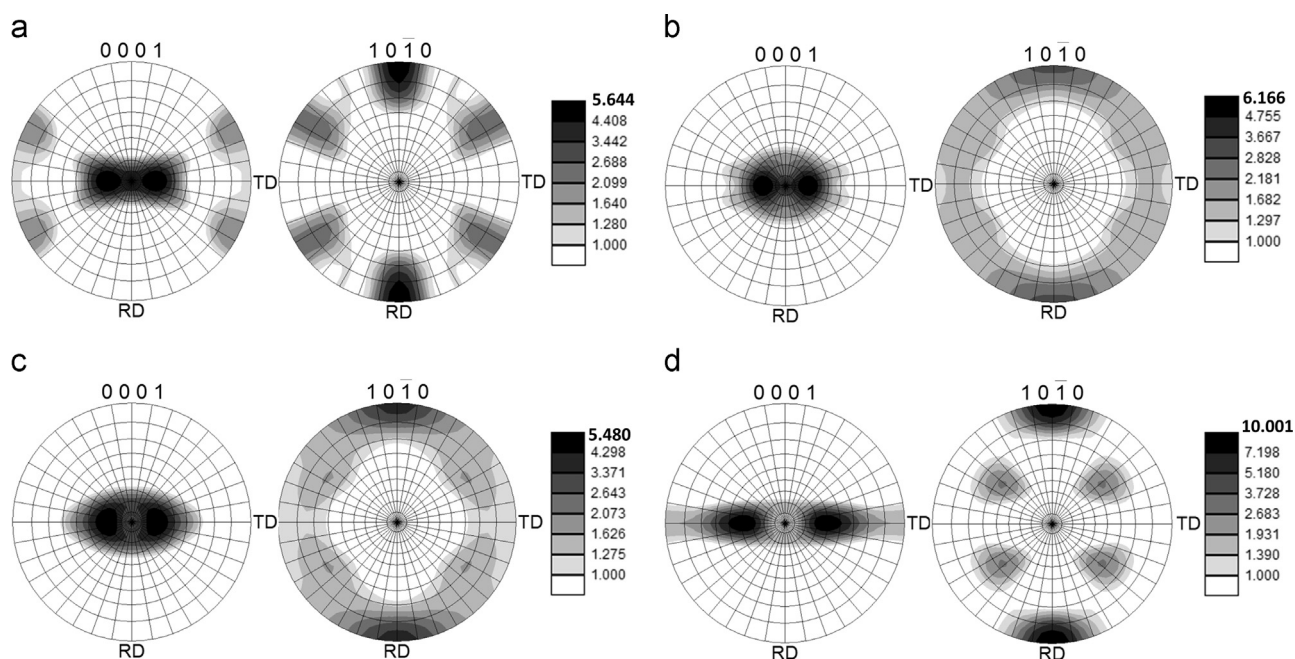 a
0 0 0 1
1 0 1̅ 0
TD
TD
RD
RD
5.644
4.408
3.442
2.688
2.099
1.640
1.280
1.000
b
0 0 0 1
1 0 1̅ 0
TD
TD
RD
RD
6.166
4.755
3.667
2.828
2.181
1.682
1.297
1.000
c
0 0 0 1
1 0 1̅ 0
TD
TD
RD
RD
5.480
4.298
3.371
2.643
2.073
1.626
1.275
1.000
d
0 0 0 1
1 0 1̅ 0
TD
TD
RD
RD
10.001
7.198
5.180
3.728
2.683
1.931
1.390
1.000